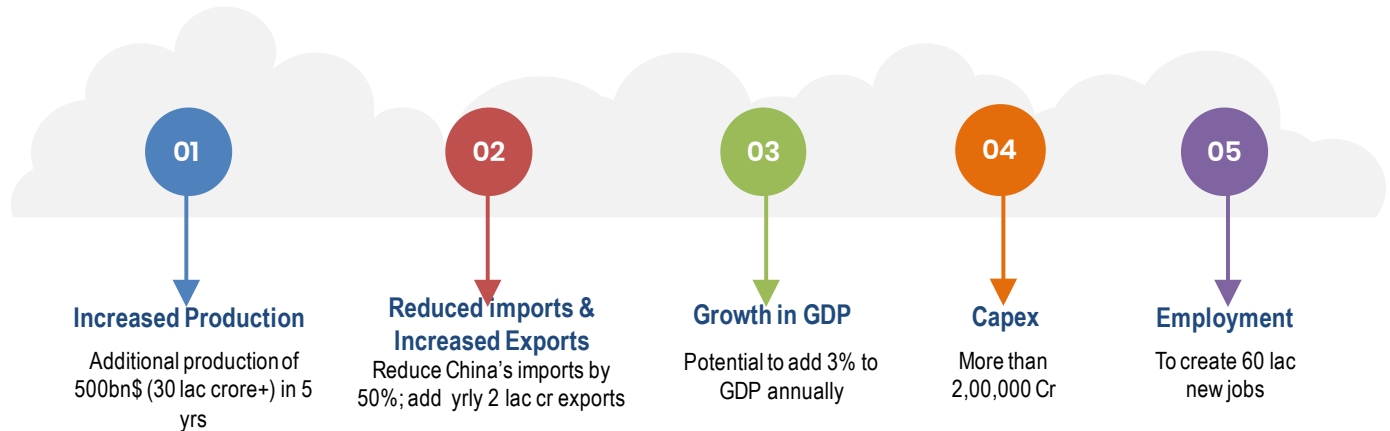 01
Increased Production
Additional production of
500bn$ (30 lac crore+) in 5
yrs
02
Reduced imports &
Increased Exports
Reduce China's imports by
50%; add yrly 2 lac cr exports
03
Growth in GDP
Potential to add 3% to
GDP annually
04
Capex
More than
2,00,000 Cr
05
Employment
To create 60 lac
new jobs